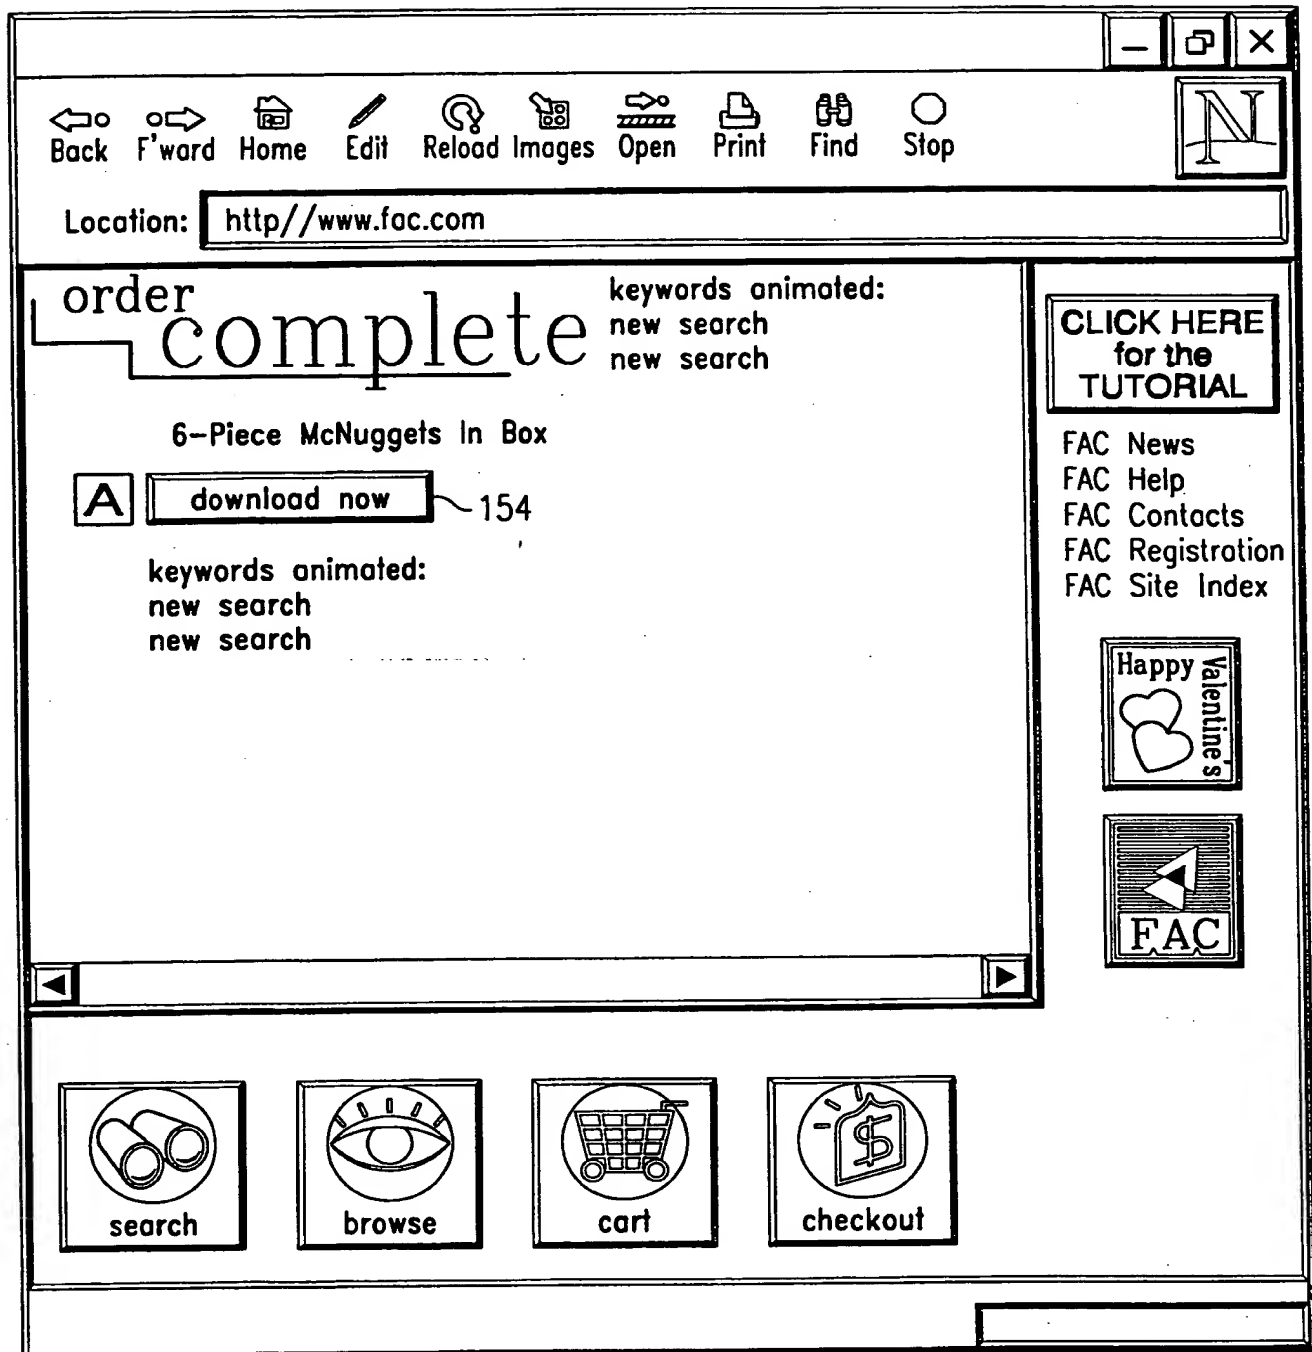 N
Back F'ward Home Edit Reload Images Open Print Find Stop
Location: http//www.fac.com
order
complete
keywords animated:
new search
new search
6-Piece McNuggets In Box
A download now 154
keywords animated:
new search
new search
CLICK HERE
for the
TUTORIAL
FAC News
FAC Help
FAC Contacts
FAC Registration
FAC Site Index
Happy
Valentine's
FAC
search browse cart checkout
$